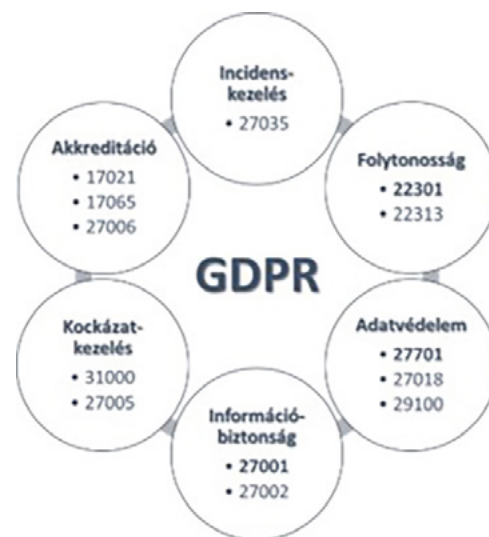 Incidens-
kezelés
• 27035
Folytonosság
• 22301
• 22313
Adatvédelem
• 27701
• 27018
• 29100
Információ-
biztonság
• 27001
• 27002
Kockázat-
kezelés
• 31000
• 27005
Akkreditáció
• 17021
• 17065
• 27006
GDPR